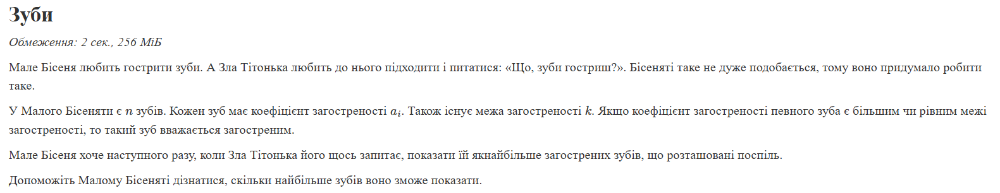 Зуби
Обмеження: 2 сек., 256 МіБ
Мале Бісеня любить гострити зуби. А Зла Тітонька любить до нього підходити і питатися: «Що, зуби гостриш?». Бісеняті таке не дуже подобається, тому воно придумало робити
таке.
У Малого Бісеняти є n зубів. Кожен зуб має коефіцієнт загостреності aᵢ. Також існує межа загостреності k. Якщо коефіцієнт загостреності певного зуба є більшим чи рівним межі
загостреності, то такий зуб вважається загостреним.
Мале Бісеня хоче наступного разу, коли Зла Тітонька його щось запитає, показати їй якнайбільше загострених зубів, що розташовані поспіль.
Допоможіть Малому Бісеняті дізнатися, скільки найбільше зубів воно зможе показати.